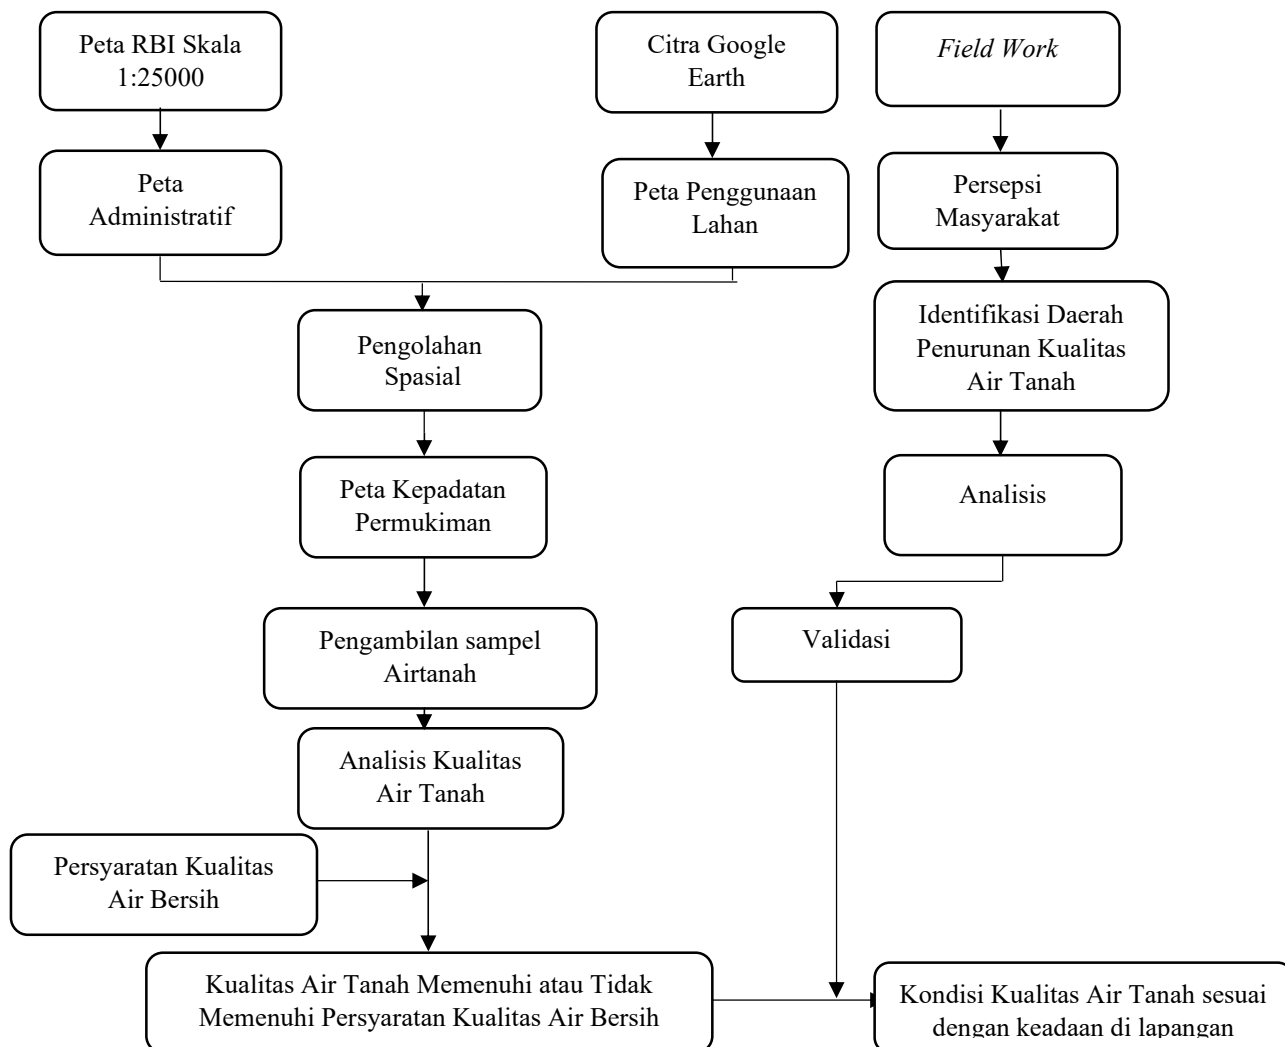 Peta RBI Skala
1:25000
Citra Google
Earth
Field Work
Peta
Administratif
Peta Penggunaan
Lahan
Persepsi
Masyarakat
Identifikasi Daerah
Penurunan Kualitas
Air Tanah
Pengolahan
Spasial
Peta Kepadatan
Permukiman
Analisis
Pengambilan sampel
Airtanah
Validasi
Analisis Kualitas
Air Tanah
Persyaratan Kualitas
Air Bersih
Kualitas Air Tanah Memenuhi atau Tidak
Memenuhi Persyaratan Kualitas Air Bersih
Kondisi Kualitas Air Tanah sesuai
dengan keadaan di lapangan